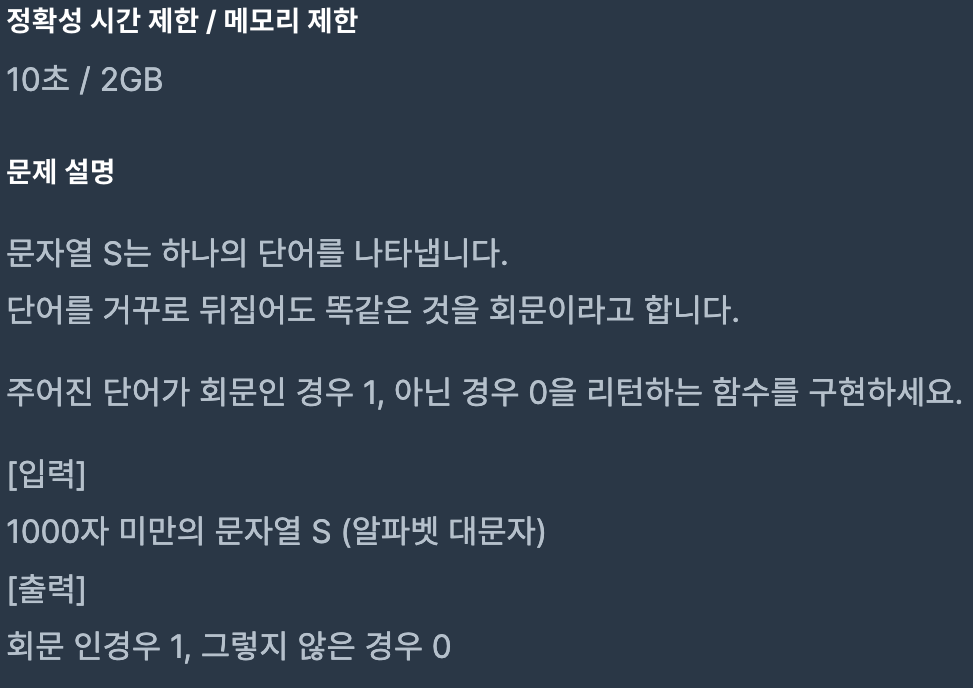 정확성 시간 제한 / 메모리 제한
10초 / 2GB
문제 설명
문자열 S는 하나의 단어를 나타냅니다.
단어를 거꾸로 뒤집어도 똑같은 것을 회문이라고 합니다.
주어진 단어가 회문인 경우 1, 아닌 경우 0을 리턴하는 함수를 구현하세요.
[입력]
1000자 미만의 문자열 S (알파벳 대문자)
[출력]
회문 인경우 1, 그렇지 않은 경우 0